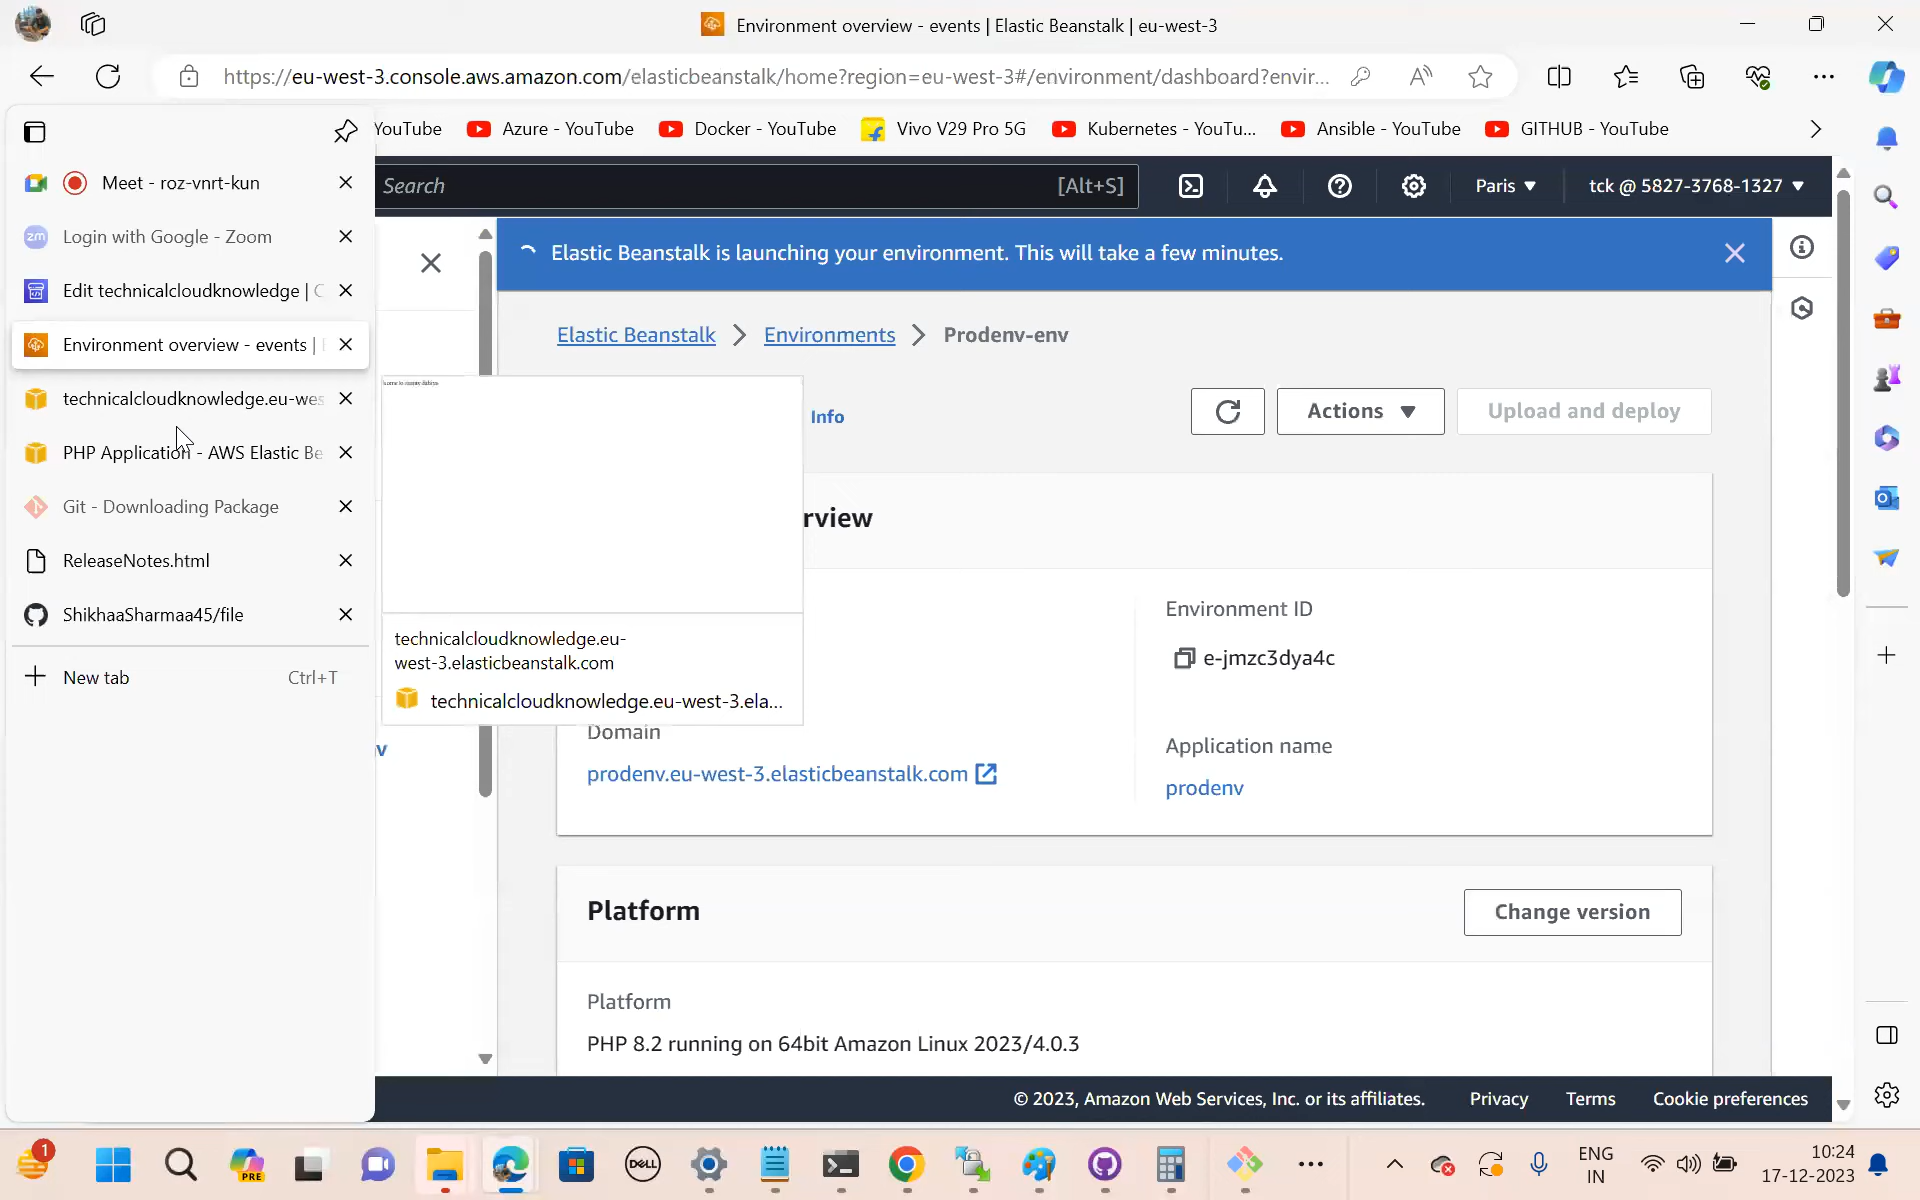 Environment overview - events | Elastic Beanstalk | eu-west-3
https://eu-west-3.console.aws.amazon.com/elasticbeanstalk/home?region=eu-west-3#/environment/dashboard?envir...
YouTube
Azure - YouTube
Docker - YouTube
Vivo V29 Pro 5G
Kubernetes - YouTu...
Ansible - YouTube
GITHUB - YouTube
Meet - roz-vnrt-kun
Login with Google - Zoom
Edit technicalcloudknowledge | C
Environment overview - events |
technicalcloudknowledge.eu-wes
PHP Application - AWS Elastic Be
Git - Downloading Package
ReleaseNotes.html
ShikhaaSharmaa45/file
New tab
Ctrl+T
Search
[Alt+S]
Paris
tck @ 5827-3768-1327
Elastic Beanstalk is launching your environment. This will take a few minutes.
Elastic Beanstalk
Environments
Prodenv-env
Info
Actions
Upload and deploy
technicalcloudknowledge.eu-
west-3.elasticbeanstalk.com
technicalcloudknowledge.eu-west-3.ela...
rview
Environment ID
e-jmzc3dya4c
Domain
prodenv.eu-west-3.elasticbeanstalk.com
Application name
prodenv
Platform
Change version
Platform
PHP 8.2 running on 64bit Amazon Linux 2023/4.0.3
© 2023, Amazon Web Services, Inc. or its affiliates.
Privacy
Terms
Cookie preferences
1
PRE
DELL
ENG
IN
10:24
17-12-2023